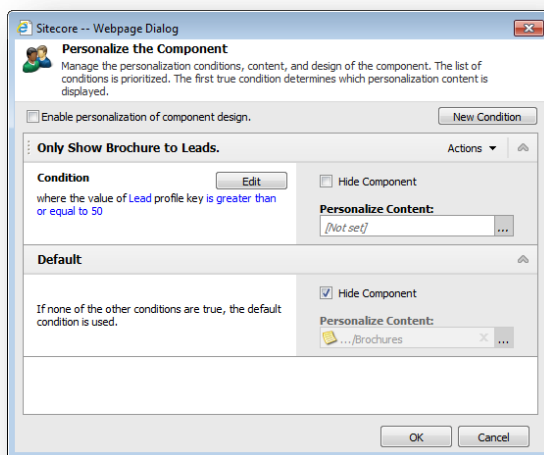 Sitecore -- Webpage Dialog
Personalize the Component
Manage the personalization conditions, content, and design of the component. The list of
conditions is prioritized. The first true condition determines which personalization content is
displayed.
Enable personalization of component design.
New Condition
Only Show Brochure to Leads.
Actions
Condition
Edit
Hide Component
where the value of Lead profile key is greater than
or equal to 50
Personalize Content:
[Not set]
...
Default
Hide Component
If none of the other conditions are true, the default
condition is used.
Personalize Content:
.../Brochures
...
OK
Cancel